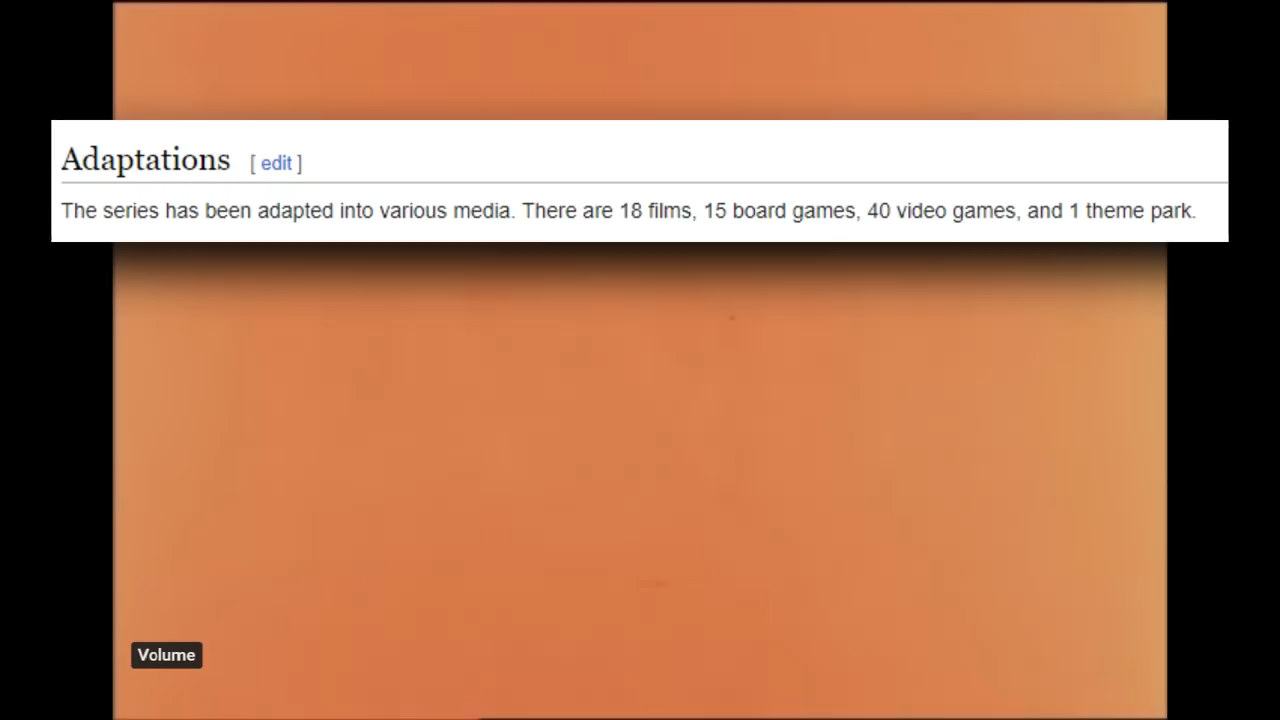 Adaptations [ edit ]
The series has been adapted into various media. There are 18 films, 15 board games, 40 video games, and 1 theme park.
Volume